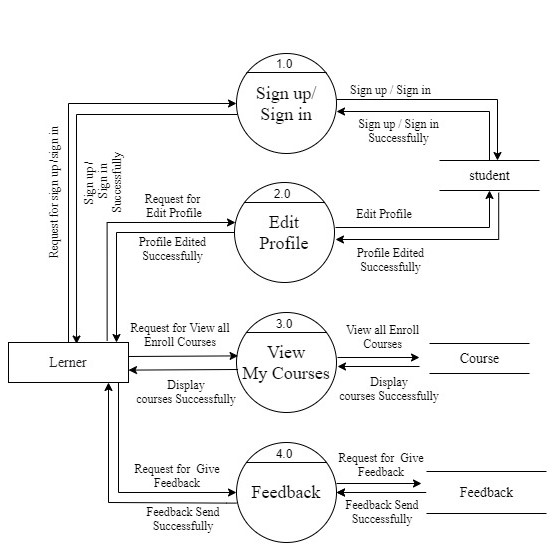 1.0
Sign up/
Sign in
Sign up / Sign in
Sign up / Sign in
Successfully
student
Request for sign up /sign in
Sign up /
Sign in
Successfully
2.0
Edit
Profile
Request for
Edit Profile
Profile Edited
Successfully
Edit Profile
Profile Edited
Successfully
3.0
View
My Courses
Request for View all
Enroll Courses
Display
courses Successfully
View all Enroll
Courses
Display
courses Successfully
Course
Lerner
4.0
Feedback
Request for  Give
Feedback
Feedback Send
Successfully
Request for  Give
Feedback
Feedback Send
Successfully
Feedback